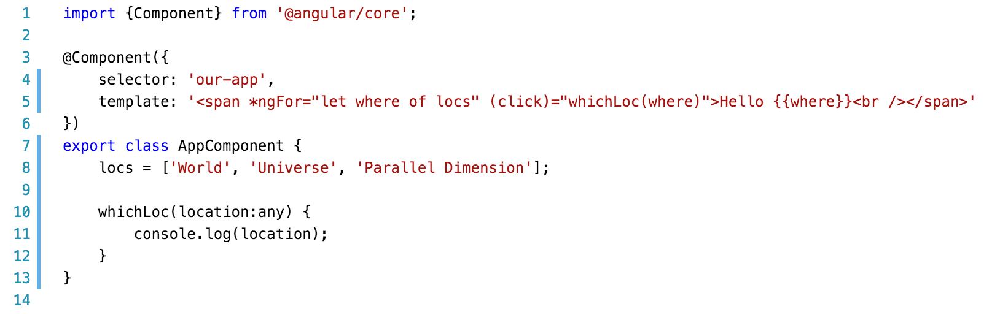 1 import {Component} from '@angular/core';
2
3 @Component({
4     selector: 'our-app',
5     template: '<span *ngFor="let where of locs" (click)="whichLoc(where)">Hello {{where}}<br /></span>'
6 })
7 export class AppComponent {
8     locs = ['World', 'Universe', 'Parallel Dimension'];
9
10     whichLoc(location:any) {
11         console.log(location);
12     }
13 }
14